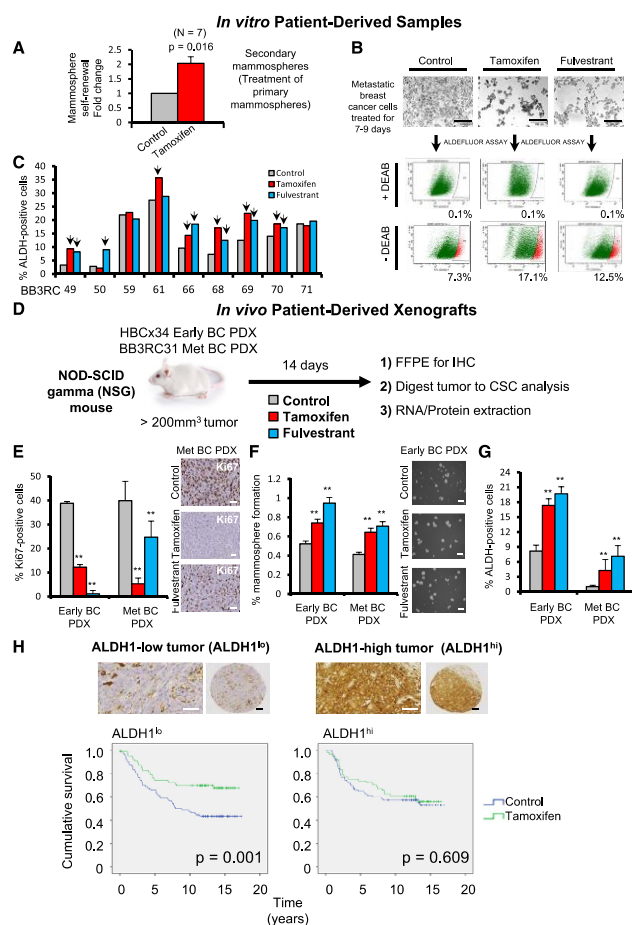 In vitro Patient-Derived Samples
A
Mammosphere
self-renewal
Fold change
2.5
2
1.5
1
0.5
0
(N = 7)
p = 0.016
Control
Tamoxifen
Secondary
mammospheres
(Treatment of
primary
mammospheres)
B
Control Tamoxifen Fulvestrant
Metastatic
breast
cancer cells
treated for
7-9 days
ALDEFLUOR ASSAY ALDEFLUOR ASSAY
+ DEAB
0.1% 0.1% 0.1%
- DEAB
7.3% 17.1% 12.5%
C
% ALDH-positive cells
40
35
30
25
20
15
10
5
0
Control
Tamoxifen
Fulvestrant
BB3RC 49 50 59 61 66 68 69 70 71
In vivo Patient-Derived Xenografts
D
HBCx34 Early BC PDX
BB3RC31 Met BC PDX
NOD-SCID
gamma (NSG)
mouse
> 200mm³ tumor
14 days
Control
Tamoxifen
Fulvestrant
1) FFPE for IHC
2) Digest tumor to CSC analysis
3) RNA/Protein extraction
E
% Ki67-positive cells
60
40
20
0
** ** ** **
Early BC
PDX
Met BC
PDX
Met BC PDX
Control
Ki67
Tamoxifen
Ki67
Fulvestrant
Ki67
F
% mammosphere formation
1.2
1.0
0.8
0.6
0.4
0.2
0
** ** ** **
Early BC
PDX
Met BC
PDX
Early BC PDX
Control
Tamoxifen
Fulvestrant
G
% ALDH-positive cells
24
21
18
15
12
9
6
3
0
** ** ** **
Early BC
PDX
Met BC
PDX
H
ALDH1-low tumor (ALDH1lo)
ALDH1-high tumor (ALDH1hi)
ALDH1lo
Cumulative survival
1.0
0.8
0.6
0.4
0.2
0
p = 0.001
0 5 10 15 20
ALDH1hi
1.0
0.8
0.6
0.4
0.2
0
p = 0.609
0 5 10 15 20
Time
(years)
Control
Tamoxifen